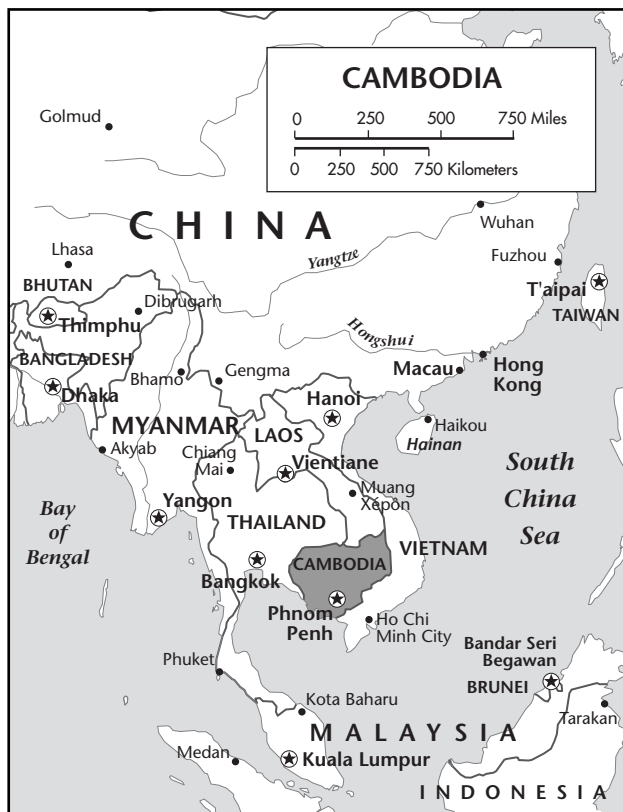 CAMBODIA
0 250 500 750 Miles
0 250 500 750 Kilometers
Golmud
CHINA
Wuhan
Yangtze
Fuzhou
Lhasa
BHUTAN
T'aipai
TAIWAN
Dibrugarh
Thimphu
Hongshui
BANGLADESH
Macau
Hong
Kong
Bhamo
Gengma
Dhaka
Hanoi
MYANMAR
LAOS
Haikou
Hainan
Akyab
Chiang
Mai
Vientiane
South
China
Sea
Muang
Xépôn
Yangon
Bay
of
Bengal
THAILAND
VIETNAM
CAMBODIA
Bangkok
Phnom
Penh
Ho Chi
Minh City
Bandar Seri
Begawan
BRUNEI
Phuket
Kota Baharu
Tarakan
MALAYSIA
Medan
Kuala Lumpur
INDONESIA